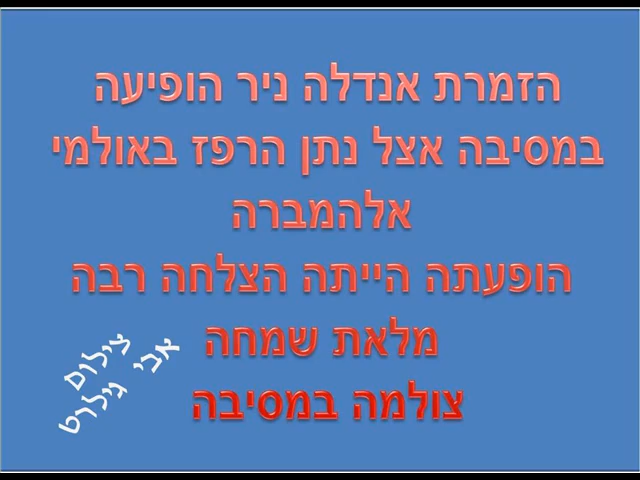 הזמרת אנדלה ניר הופיעה
במסיבה אצל נתן הרפז באולמי
אלהמברה
הופעתה הייתה הצלחה רבה
מלאת שמחה
צולמה במסיבה
צילום
אבי גילרט